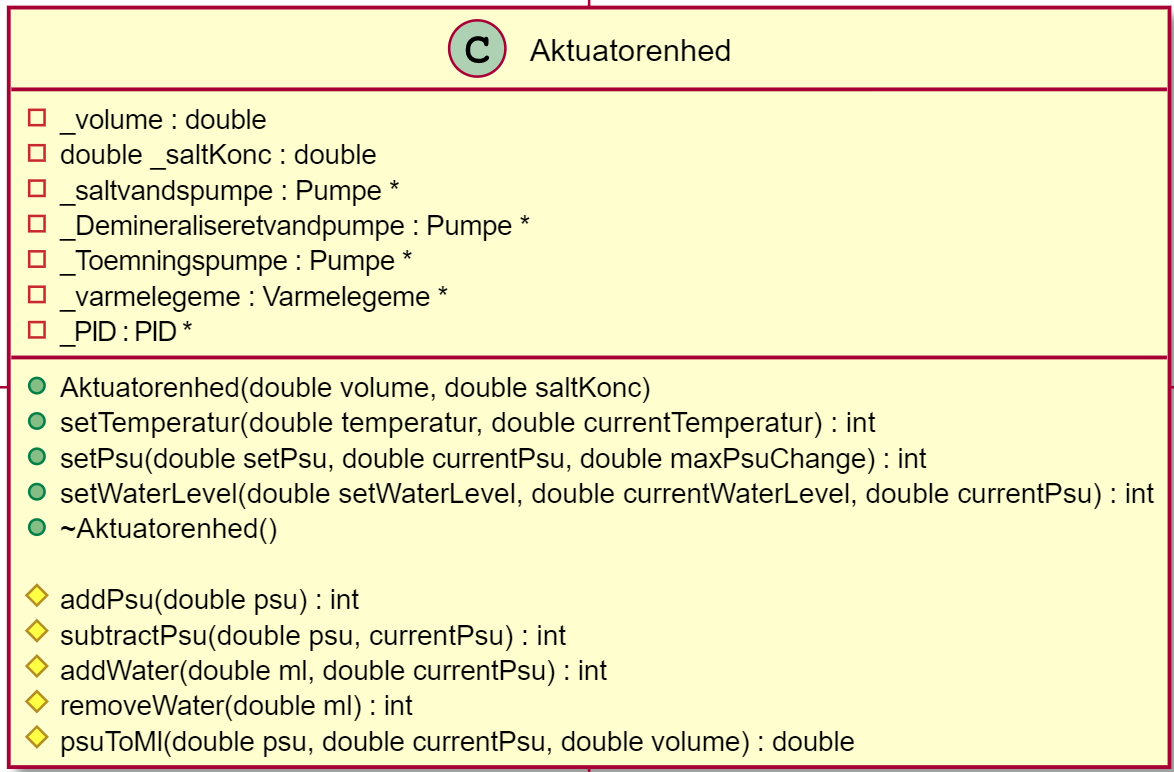 C Aktuatorenhed
_volume : double
double _saltKonc : double
_saltvandspumpe : Pumpe *
_Demineraliseretvandpumpe : Pumpe *
_Toemningspumpe : Pumpe *
_varmelegeme : Varmelegeme *
_PID : PID *
Aktuatorenhed(double volume, double saltKonc)
setTemperatur(double temperatur, double currentTemperatur) : int
setPsu(double setPsu, double currentPsu, double maxPsuChange) : int
setWaterLevel(double setWaterLevel, double currentWaterLevel, double currentPsu) : int
~Aktuatorenhed()
addPsu(double psu) : int
subtractPsu(double psu, currentPsu) : int
addWater(double ml, double currentPsu) : int
removeWater(double ml) : int
psuToMl(double psu, double currentPsu, double volume) : double